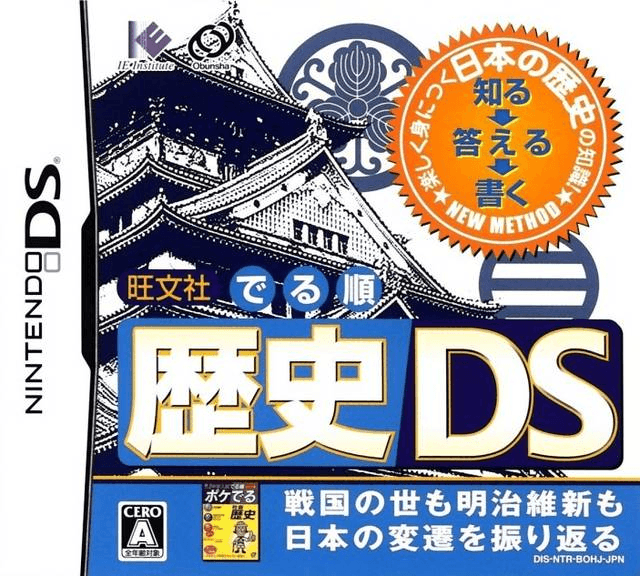 IE Institute
Obunsha
楽しく身につく日本の歴史の知識!
知る
答える
書く
★NEW METHOD★
NINTENDO DS®
旺文社 でる順
歴史DS
CERO
A
全年齢対象
ポケでる
歴史
戦国の世も明治維新も
日本の変遷を振り返る
DIS-NTR-BOHJ-JPN